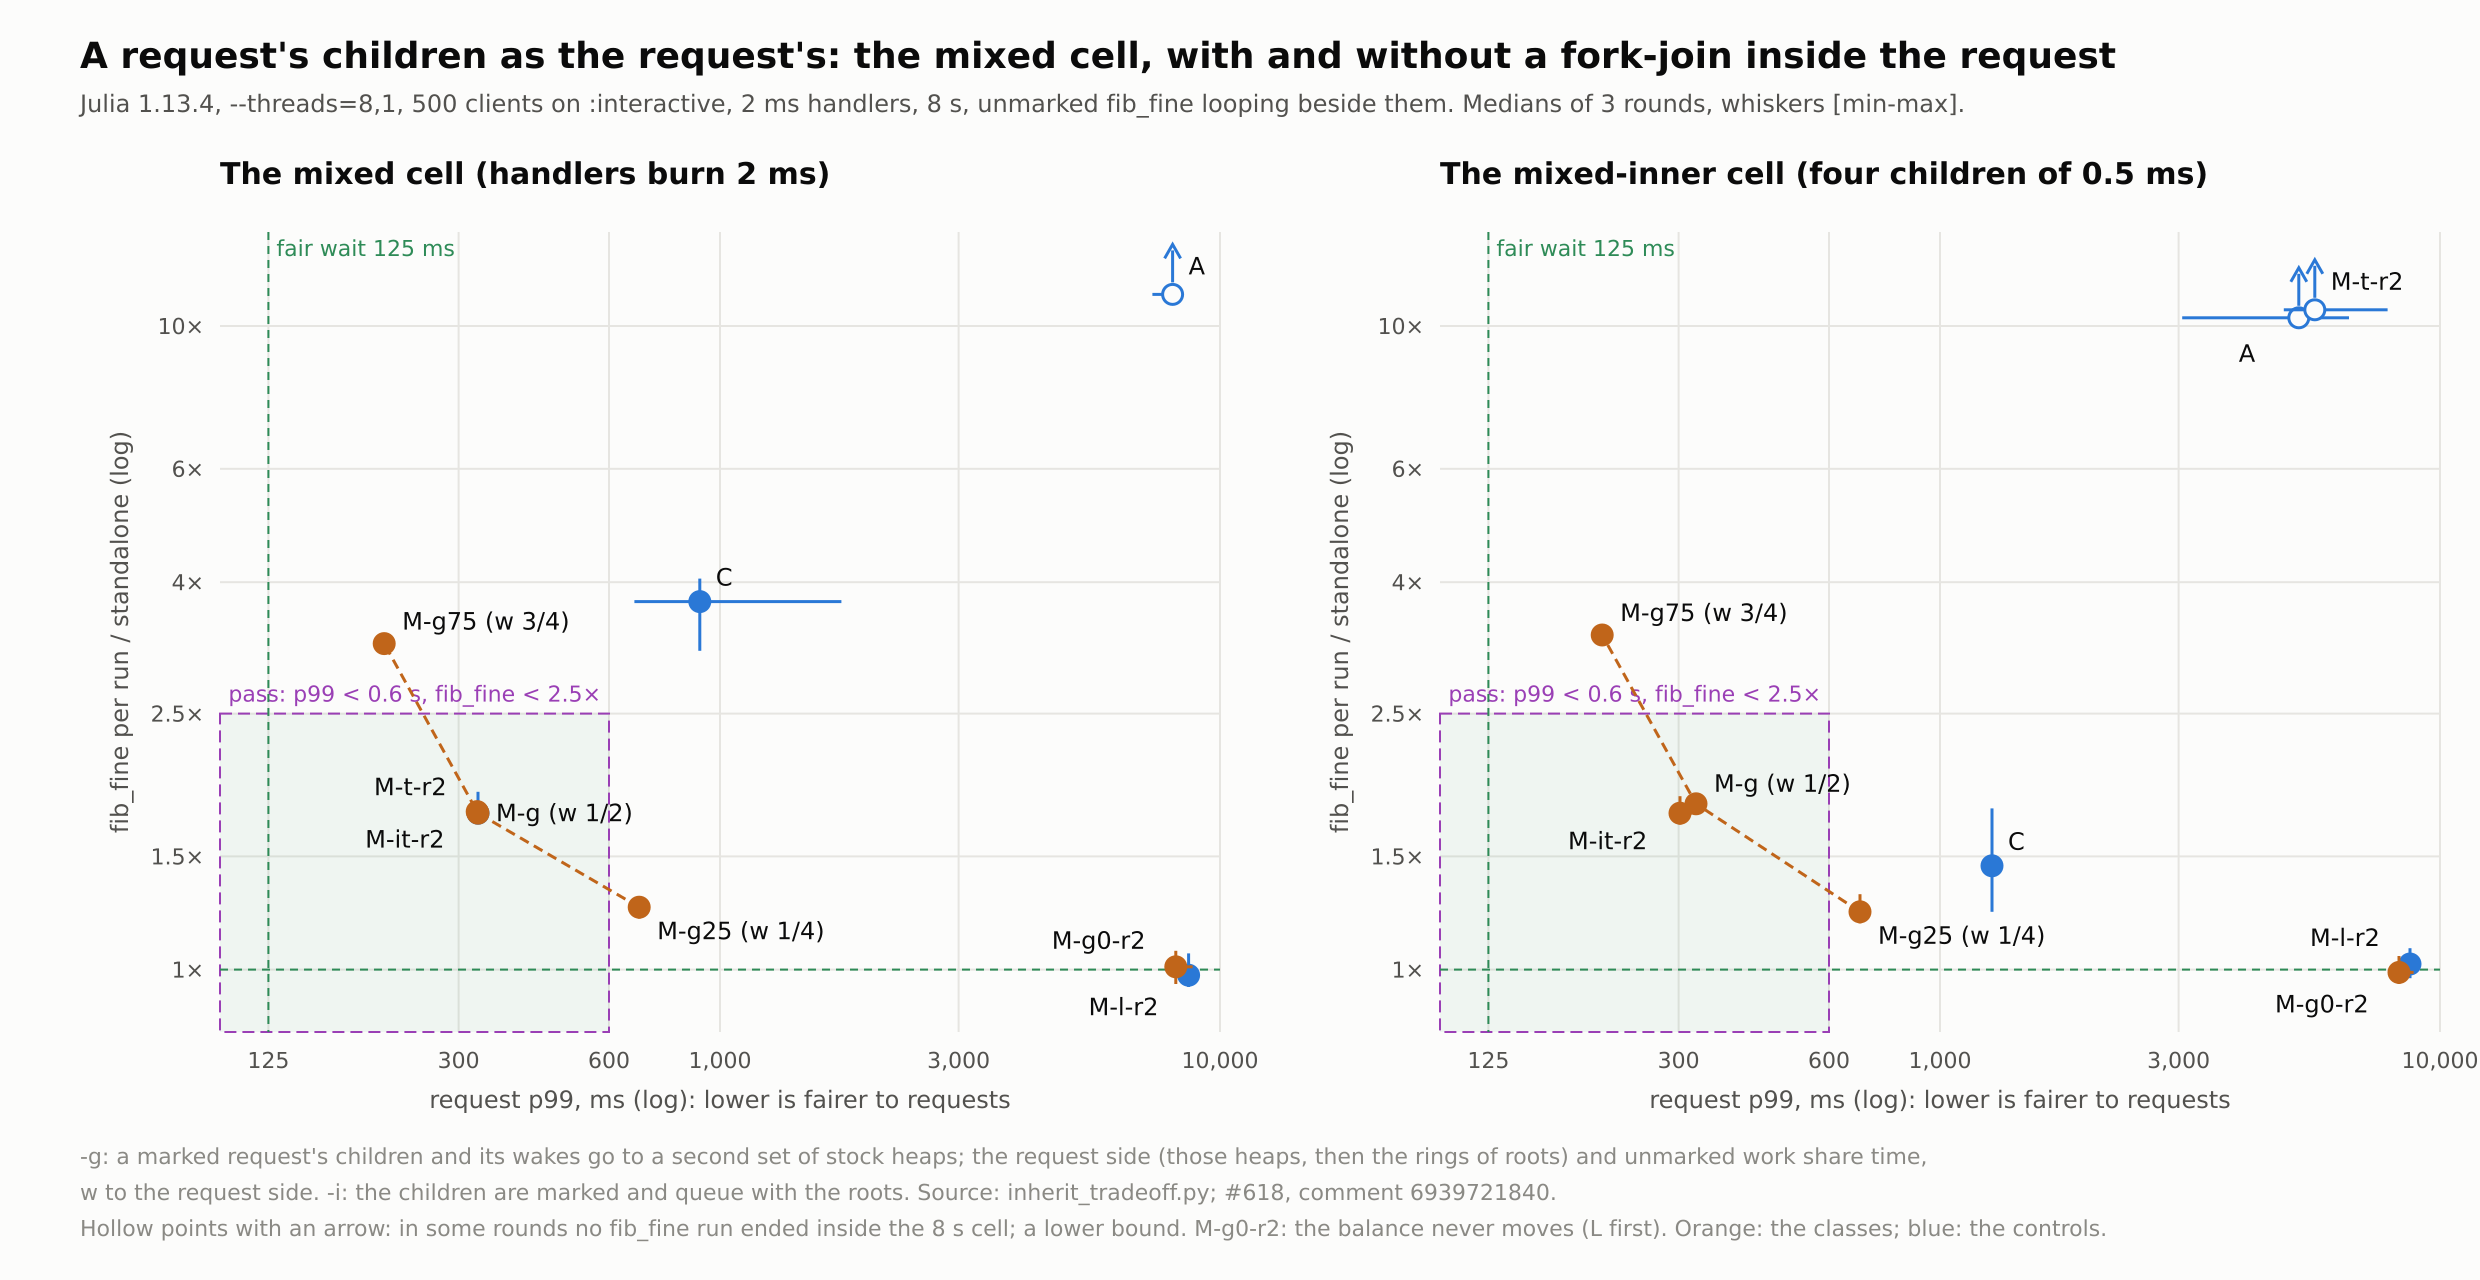 A request's children as the request's: the mixed cell, with and without a fork-join inside the request
Julia 1.13.4, --threads=8,1, 500 clients on :interactive, 2 ms handlers, 8 s, unmarked fib_fine looping beside them. Medians of 3 rounds, whiskers [min-max].
The mixed cell (handlers burn 2 ms)
fair wait 125 ms
A
10×
6×
4×
2.5×
1.5×
1×
fib_fine per run / standalone (log)
C
M-g75 (w 3/4)
pass: p99 < 0.6 s, fib_fine < 2.5×
M-t-r2
M-g (w 1/2)
M-it-r2
M-g25 (w 1/4)
M-g0-r2
M-l-r2
125
300
600
1,000
3,000
10,000
request p99, ms (log): lower is fairer to requests
The mixed-inner cell (four children of 0.5 ms)
fair wait 125 ms
M-t-r2
A
10×
6×
4×
2.5×
1.5×
1×
fib_fine per run / standalone (log)
M-g75 (w 3/4)
pass: p99 < 0.6 s, fib_fine < 2.5×
M-g (w 1/2)
M-it-r2
C
M-g25 (w 1/4)
M-l-r2
M-g0-r2
125
300
600
1,000
3,000
10,000
request p99, ms (log): lower is fairer to requests
-g: a marked request's children and its wakes go to a second set of stock heaps; the request side (those heaps, then the rings of roots) and unmarked work share time,
w to the request side. -i: the children are marked and queue with the roots. Source: inherit_tradeoff.py; #618, comment 6939721840.
Hollow points with an arrow: in some rounds no fib_fine run ended inside the 8 s cell; a lower bound. M-g0-r2: the balance never moves (L first). Orange: the classes; blue: the controls.